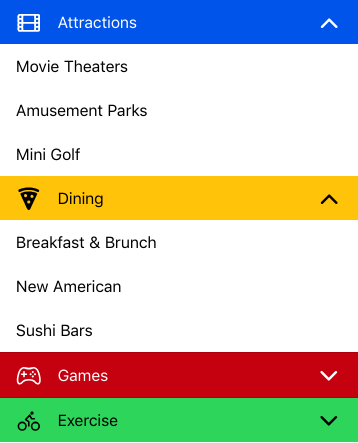 Attractions
Movie Theaters
Amusement Parks
Mini Golf
Dining
Breakfast & Brunch
New American
Sushi Bars
Games
Exercise